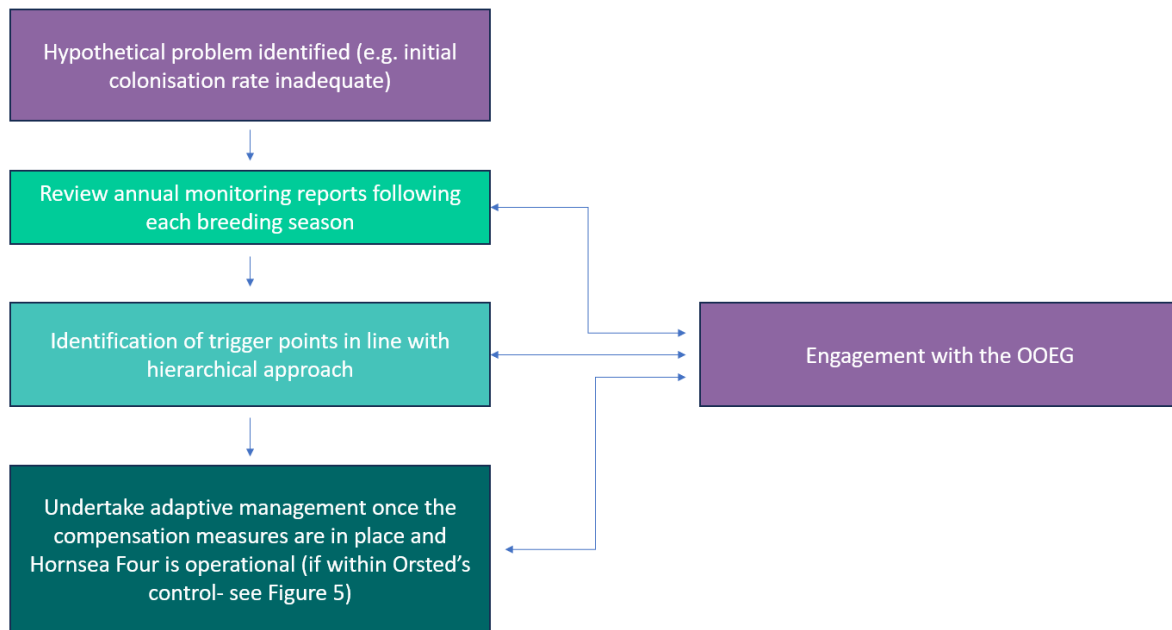 Hypothetical problem identified (e.g. initial
colonisation rate inadequate)
Review annual monitoring reports following
each breeding season
Identification of trigger points in line with
hierarchical approach
Engagement with the OOEG
Undertake adaptive management once the
compensation measures are in place and
Hornsea Four is operational (if within Orsted's
control- see Figure 5)